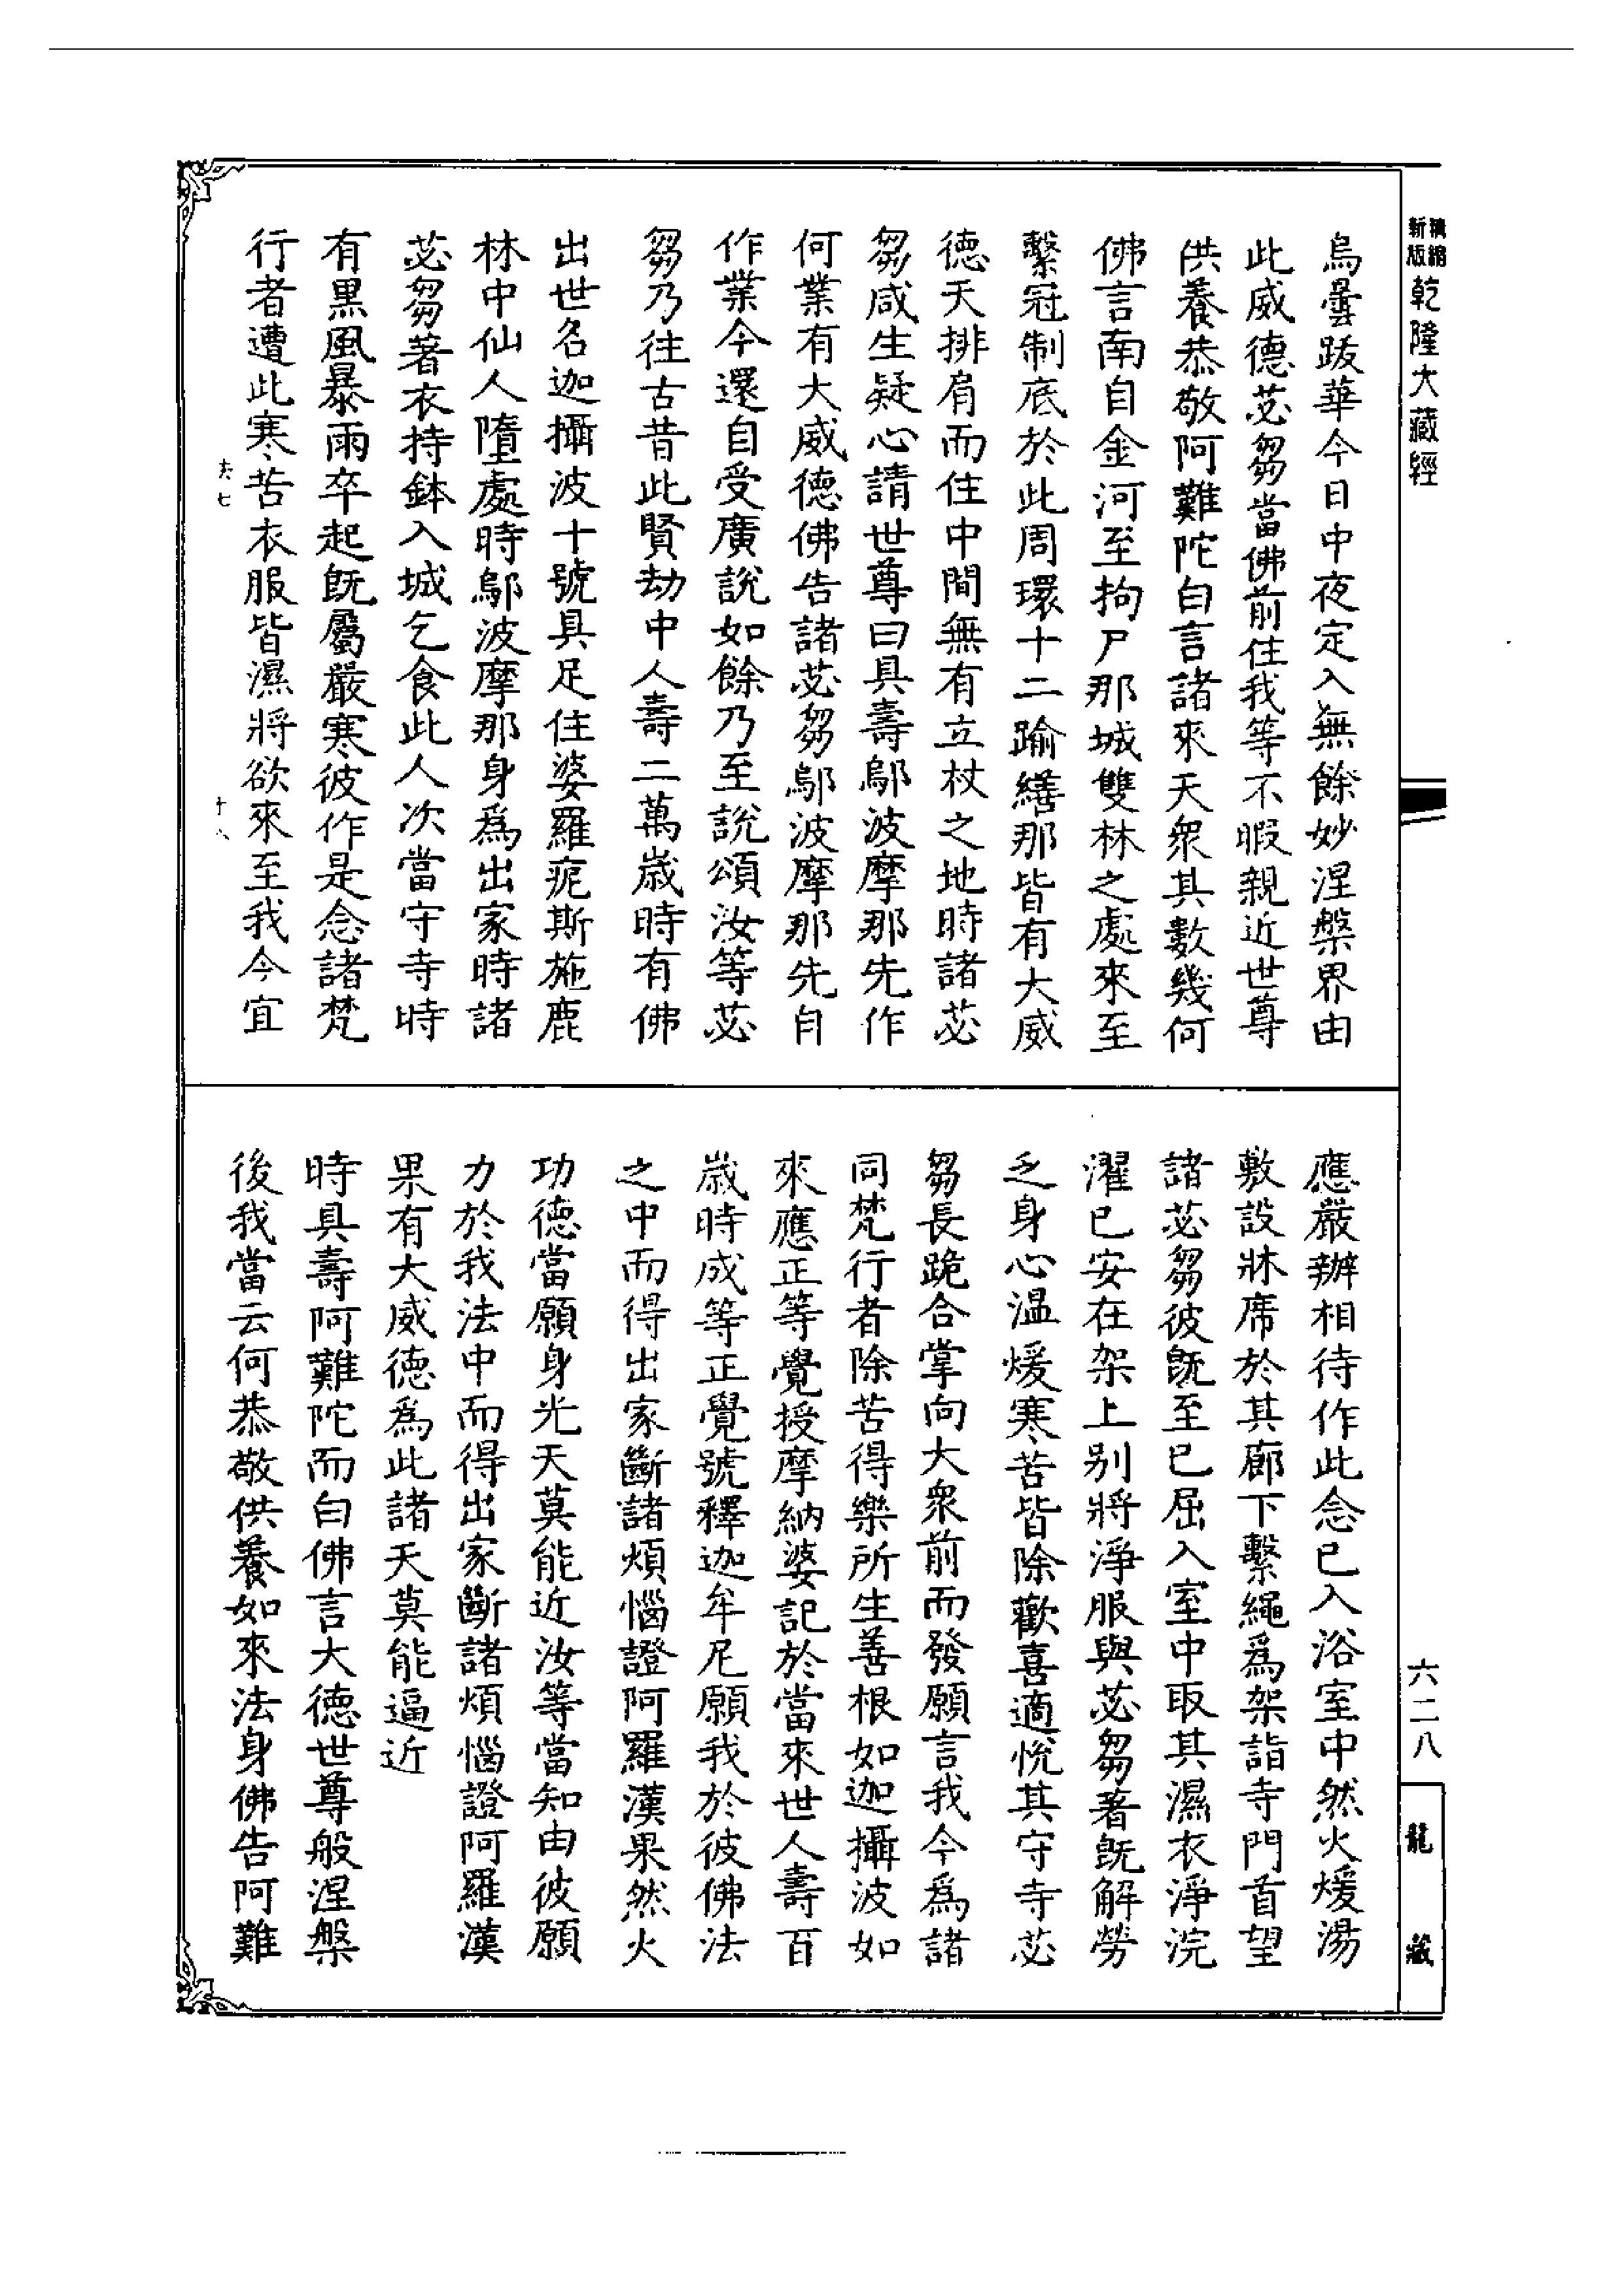 精縮新版乾隆大藏經
烏曇跋華今日中夜定入無餘妙涅槃界由
此威德苾芻當佛前住我等不暇親近世尊
供養恭敬阿難陀白言諸來天衆其數幾何
佛言南自金河至拘尸那城雙林之處來至
繫冠制底於此周環十二踰繕那皆有大威
德天排肩而住中間無有立杖之地時諸苾
芻咸生疑心請世尊曰具壽鄔波摩那先作
何業有大威德佛告諸苾芻鄔波摩那先自
作業今還自受廣說如餘乃至說頌汝等苾
芻乃往古昔此賢劫中人壽二萬歲時有佛
出世名迦攝波十號具足住婆羅痆斯施鹿
林中仙人墮處時鄔波摩那身爲出家時諸
苾芻著衣持鉢入城乞食此人次當守寺時
有黑風暴雨卒起旣屬嚴寒彼作是念諸梵
行者遭此寒苦衣服皆濕將欲來至我今宜
應嚴辦相待作此念已入浴室中然火煖湯
敷設牀席於其廊下繫繩爲架詣寺門首望
諸苾芻彼旣至已屈入室中取其濕衣淨浣
濯已安在架上别將淨服與苾芻著旣解勞
乏身心温煖寒苦皆除歡喜適悅其守寺苾
芻長跪合掌向大衆前而發願言我今爲諸
同梵行者除苦得樂所生善根如迦攝波如
來應正等覺授摩納婆記於當來世人壽百
歲時成等正覺號釋迦牟尼願我於彼佛法
之中而得出家斷諸煩惱證阿羅漢果然火
功德當願身光天莫能近汝等當知由彼願
力於我法中而得出家斷諸煩惱證阿羅漢
果有大威德爲此諸天莫能逼近
時具壽阿難陀而白佛言大德世尊般涅槃
後我當云何恭敬供養如來法身佛告阿難
六二八
龍藏